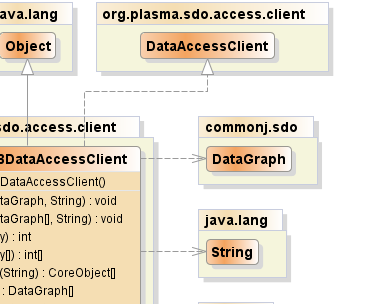 ava.lang
Object
org.plasma.sdo.access.client
DataAccessClient
sdo.access.client
BDataAccessClient
DataAccessClient()
taGraph, String) : void
taGraph[], String) : void
y) : int
y[]) : int[]
(String) : CoreObject[]
: DataGraph[]
commonj.sdo
DataGraph
java.lang
String